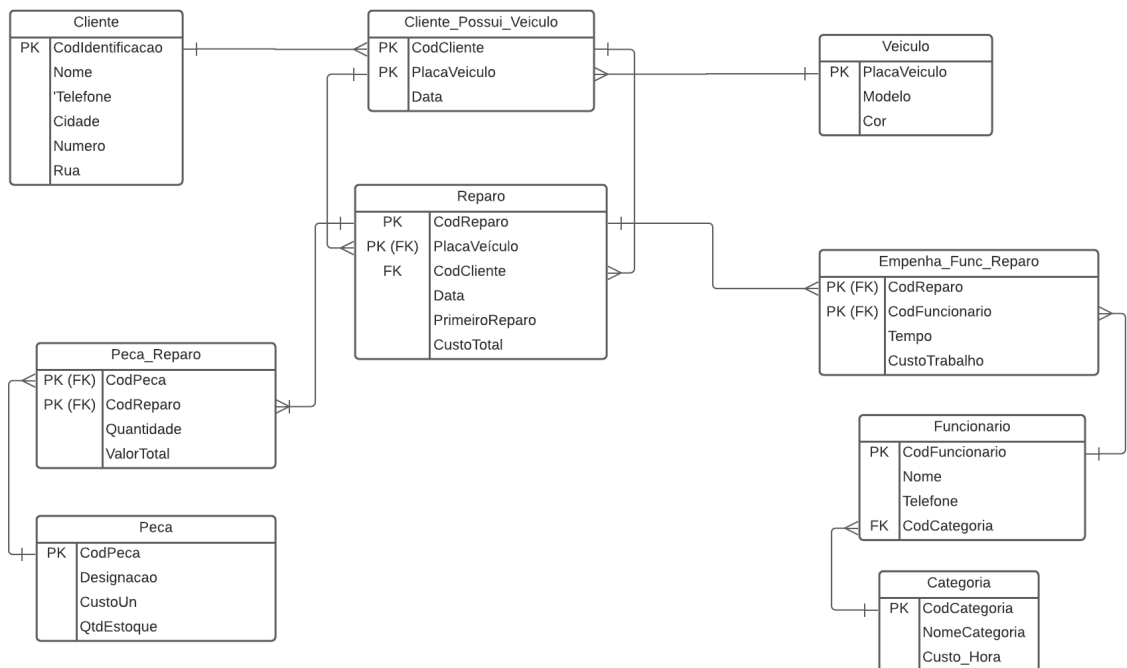 Cliente
PK CodIdentificacao
Nome
'Telefone
Cidade
Numero
Rua
Cliente_Possui_Veiculo
PK CodCliente
PK PlacaVeiculo
Data
Veiculo
PK PlacaVeiculo
Modelo
Cor
Reparo
PK CodReparo
PK (FK) PlacaVeículo
FK CodCliente
Data
PrimeiroReparo
CustoTotal
Empenha_Func_Reparo
PK (FK) CodReparo
PK (FK) CodFuncionario
Tempo
CustoTrabalho
Peca_Reparo
PK (FK) CodPeca
PK (FK) CodReparo
Quantidade
ValorTotal
Funcionario
PK CodFuncionario
Nome
Telefone
FK CodCategoria
Peca
PK CodPeca
Designacao
CustoUn
QtdEstoque
Categoria
PK CodCategoria
NomeCategoria
Custo_Hora